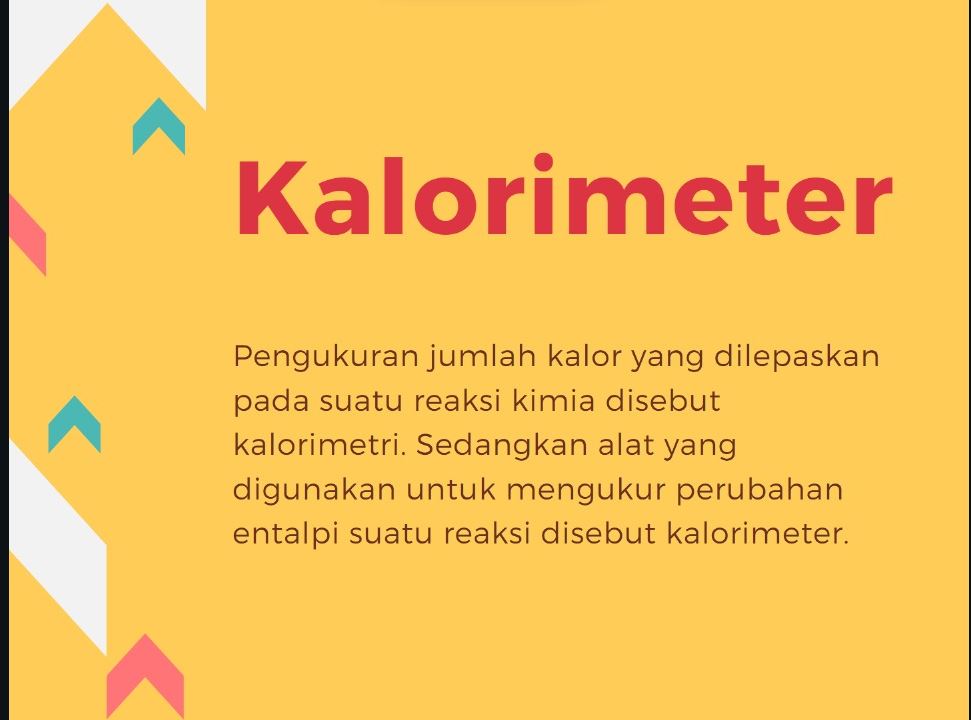 Kalorimeter
Pengukuran jumlah kalor yang dilepaskan
pada suatu reaksi kimia disebut
kalorimetri. Sedangkan alat yang
digunakan untuk mengukur perubahan
entalpi suatu reaksi disebut kalorimeter.